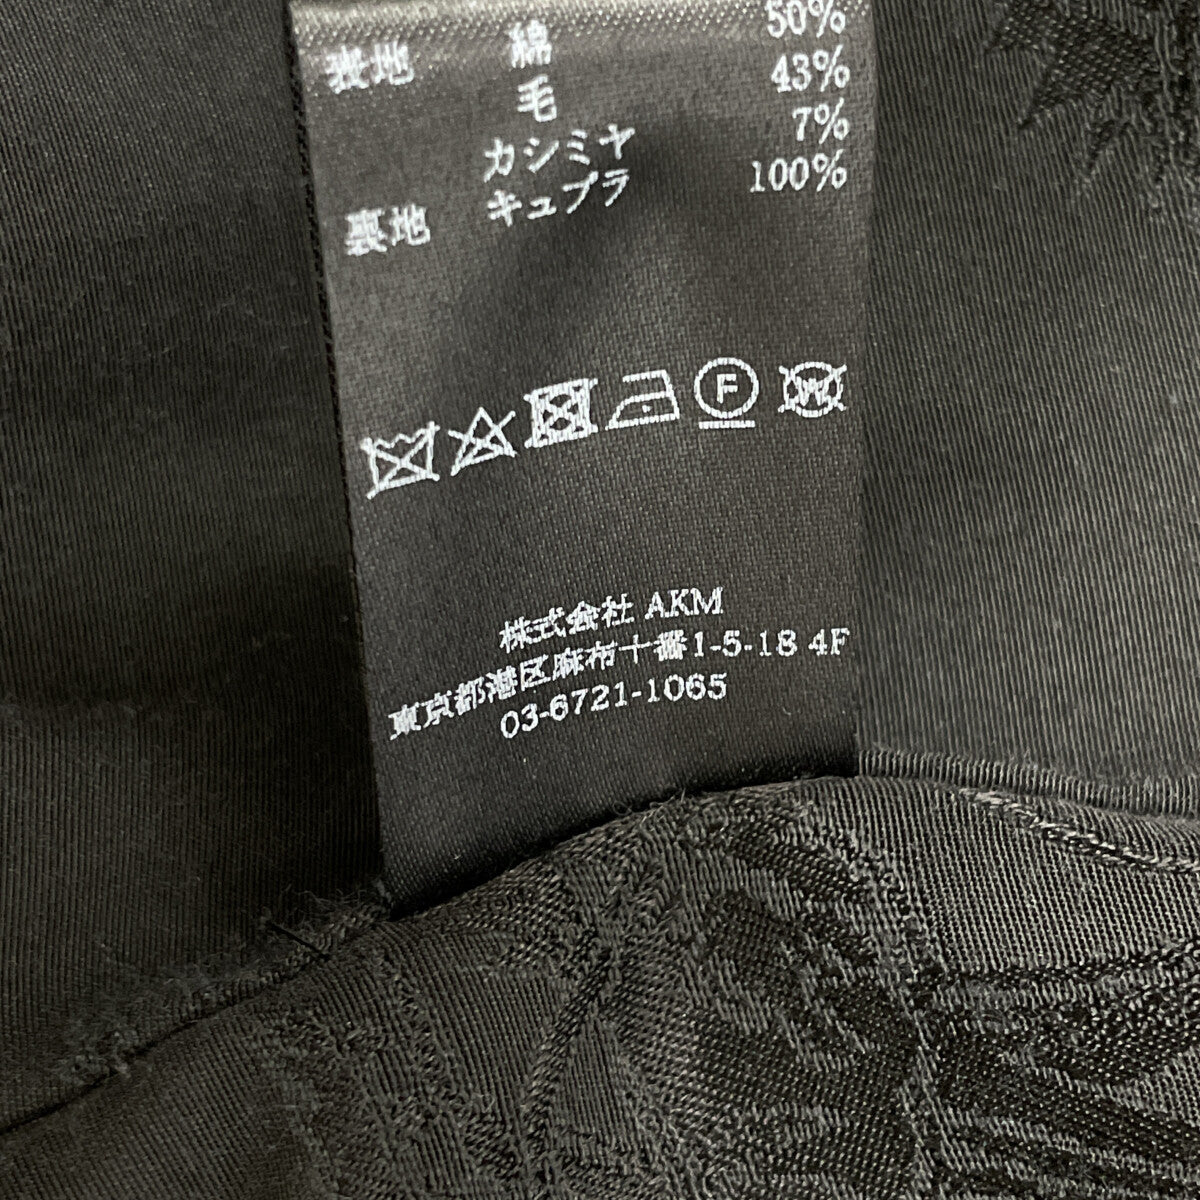 表地 綿 50%
毛 43%
カシミヤ 7%
裏地 キュプラ 100%
F W
株式会社 AKM
東京都港区麻布十番1-5-18 4F
03-6721-1065